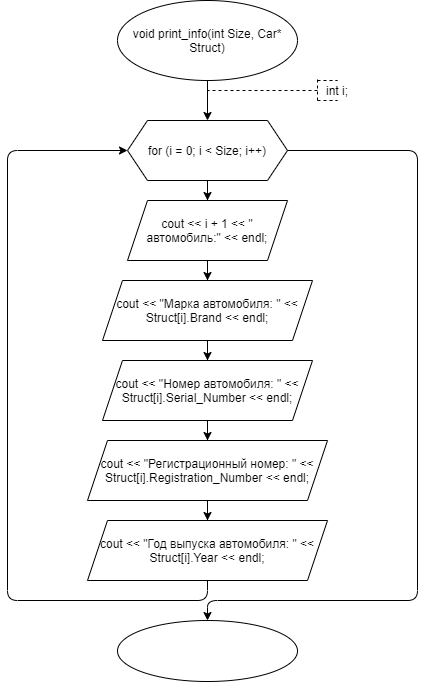 void print_info(int Size, Car*
Struct)
int i;
for (i = 0; i < Size; i++)
cout << i + 1 << "
автомобиль:" << endl;
cout << "Марка автомобиля: " <<
Struct[i].Brand << endl;
cout << "Номер автомобиля: " <<
Struct[i].Serial_Number << endl;
cout << "Регистрационный номер: " <<
Struct[i].Registration_Number << endl;
cout << "Год выпуска автомобиля: " <<
Struct[i].Year << endl;